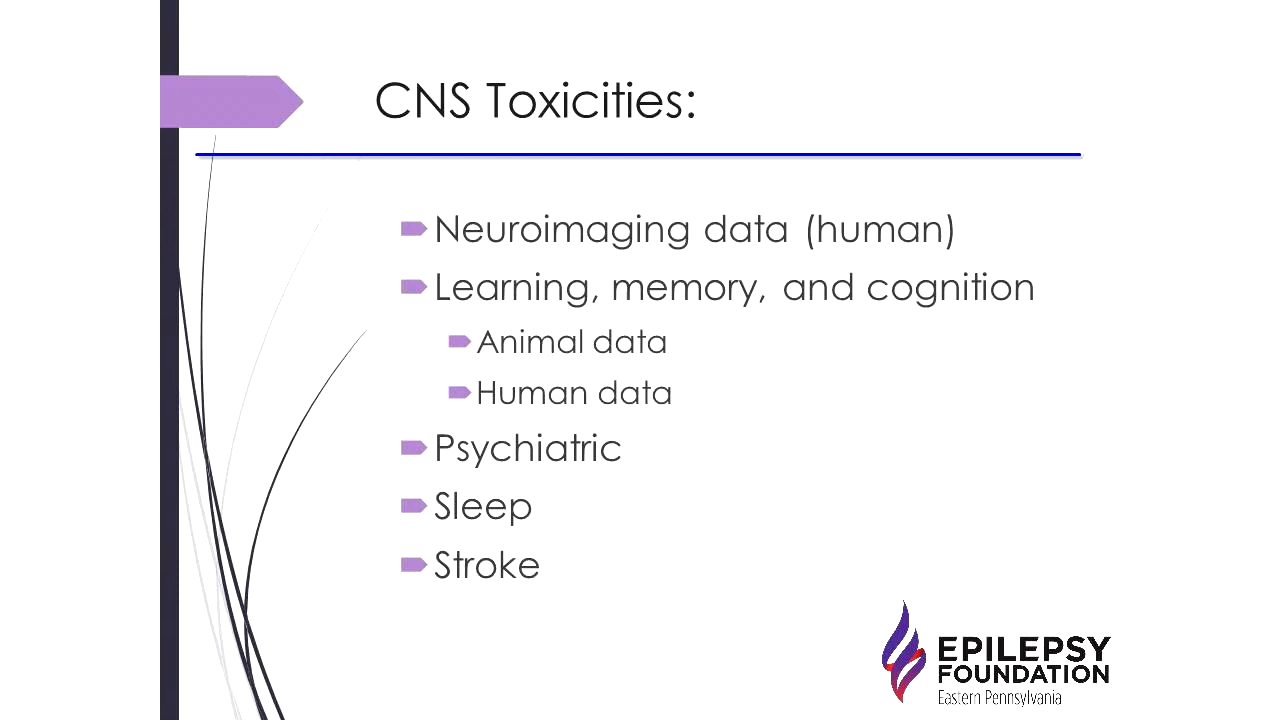 CNS Toxicities:
Neuroimaging data (human)
Learning, memory, and cognition
Animal data
Human data
Psychiatric
Sleep
Stroke
EPILEPSY
FOUNDATION
Eastern Pennsylvania